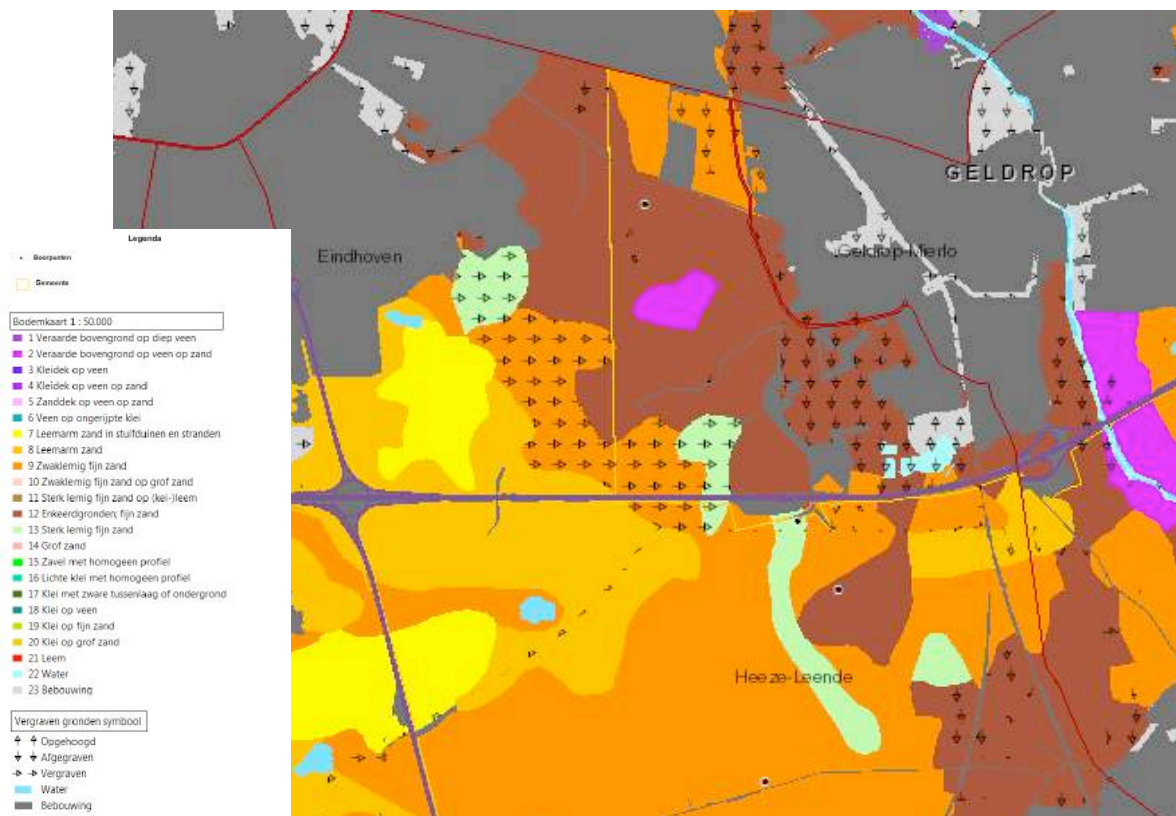 GELDROP
Eindhoven
Geldrop-Mierlo
Heeze-Leende
Legenda
Boorpunten
Gemeente
Bodemkaart 1 : 50.000
1 Veraarde bovengrond op diep veen
2 Veraarde bovengrond op veen op zand
3 Kleidek op veen
4 Kleidek op veen op zand
5 Zanddek op veen op zand
6 Veen op ongerijpte klei
7 Leemarm zand in stuifduinen en stranden
8 Leemarm zand
9 Zwaklemig fijn zand
10 Zwaklemig fijn zand op grof zand
11 Sterk lemig fijn zand op (kei-)leem
12 Enkeerdgronden; fijn zand
13 Sterk lemig fijn zand
14 Grof zand
15 Zavel met homogeen profiel
16 Lichte klei met homogeen profiel
17 Klei met zware tussenlaag of ondergrond
18 Klei op veen
19 Klei op fijn zand
20 Klei op grof zand
21 Leem
22 Water
23 Bebouwing
Vergraven gronden symbool
Opgehoogd
Afgegraven
Vergraven
Water
Bebouwing